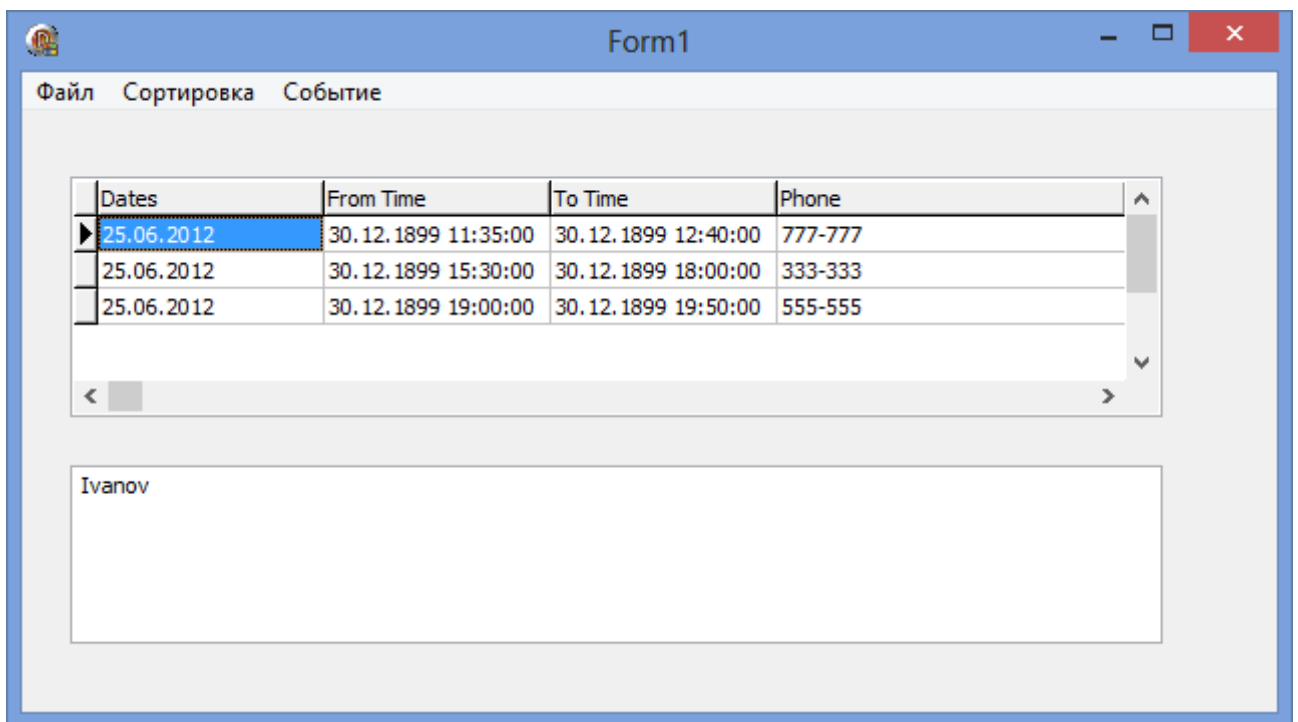 Form1
Файл Сортировка Событие
Dates From Time To Time Phone
25.06.2012 30.12.1899 11:35:00 30.12.1899 12:40:00 777-777
25.06.2012 30.12.1899 15:30:00 30.12.1899 18:00:00 333-333
25.06.2012 30.12.1899 19:00:00 30.12.1899 19:50:00 555-555
Ivanov